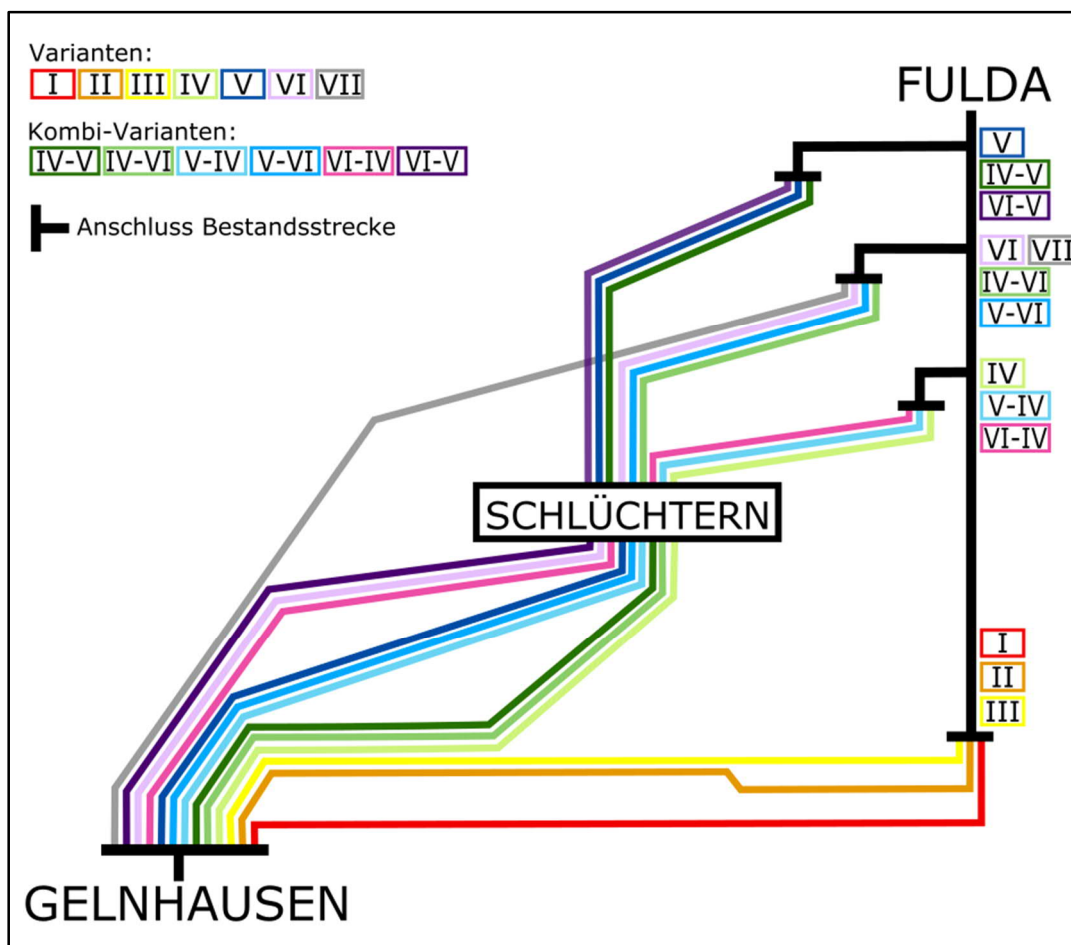 Varianten:
I II III IV V VI VII
Kombi-Varianten:
IV-V IV-VI V-IV V-VI VI-IV VI-V
Anschluss Bestandsstrecke
FULDA
V
IV-V
VI-V
VI VII
IV-VI
V-VI
IV
V-IV
VI-IV
SCHLÜCHTERN
I
II
III
GELNHAUSEN